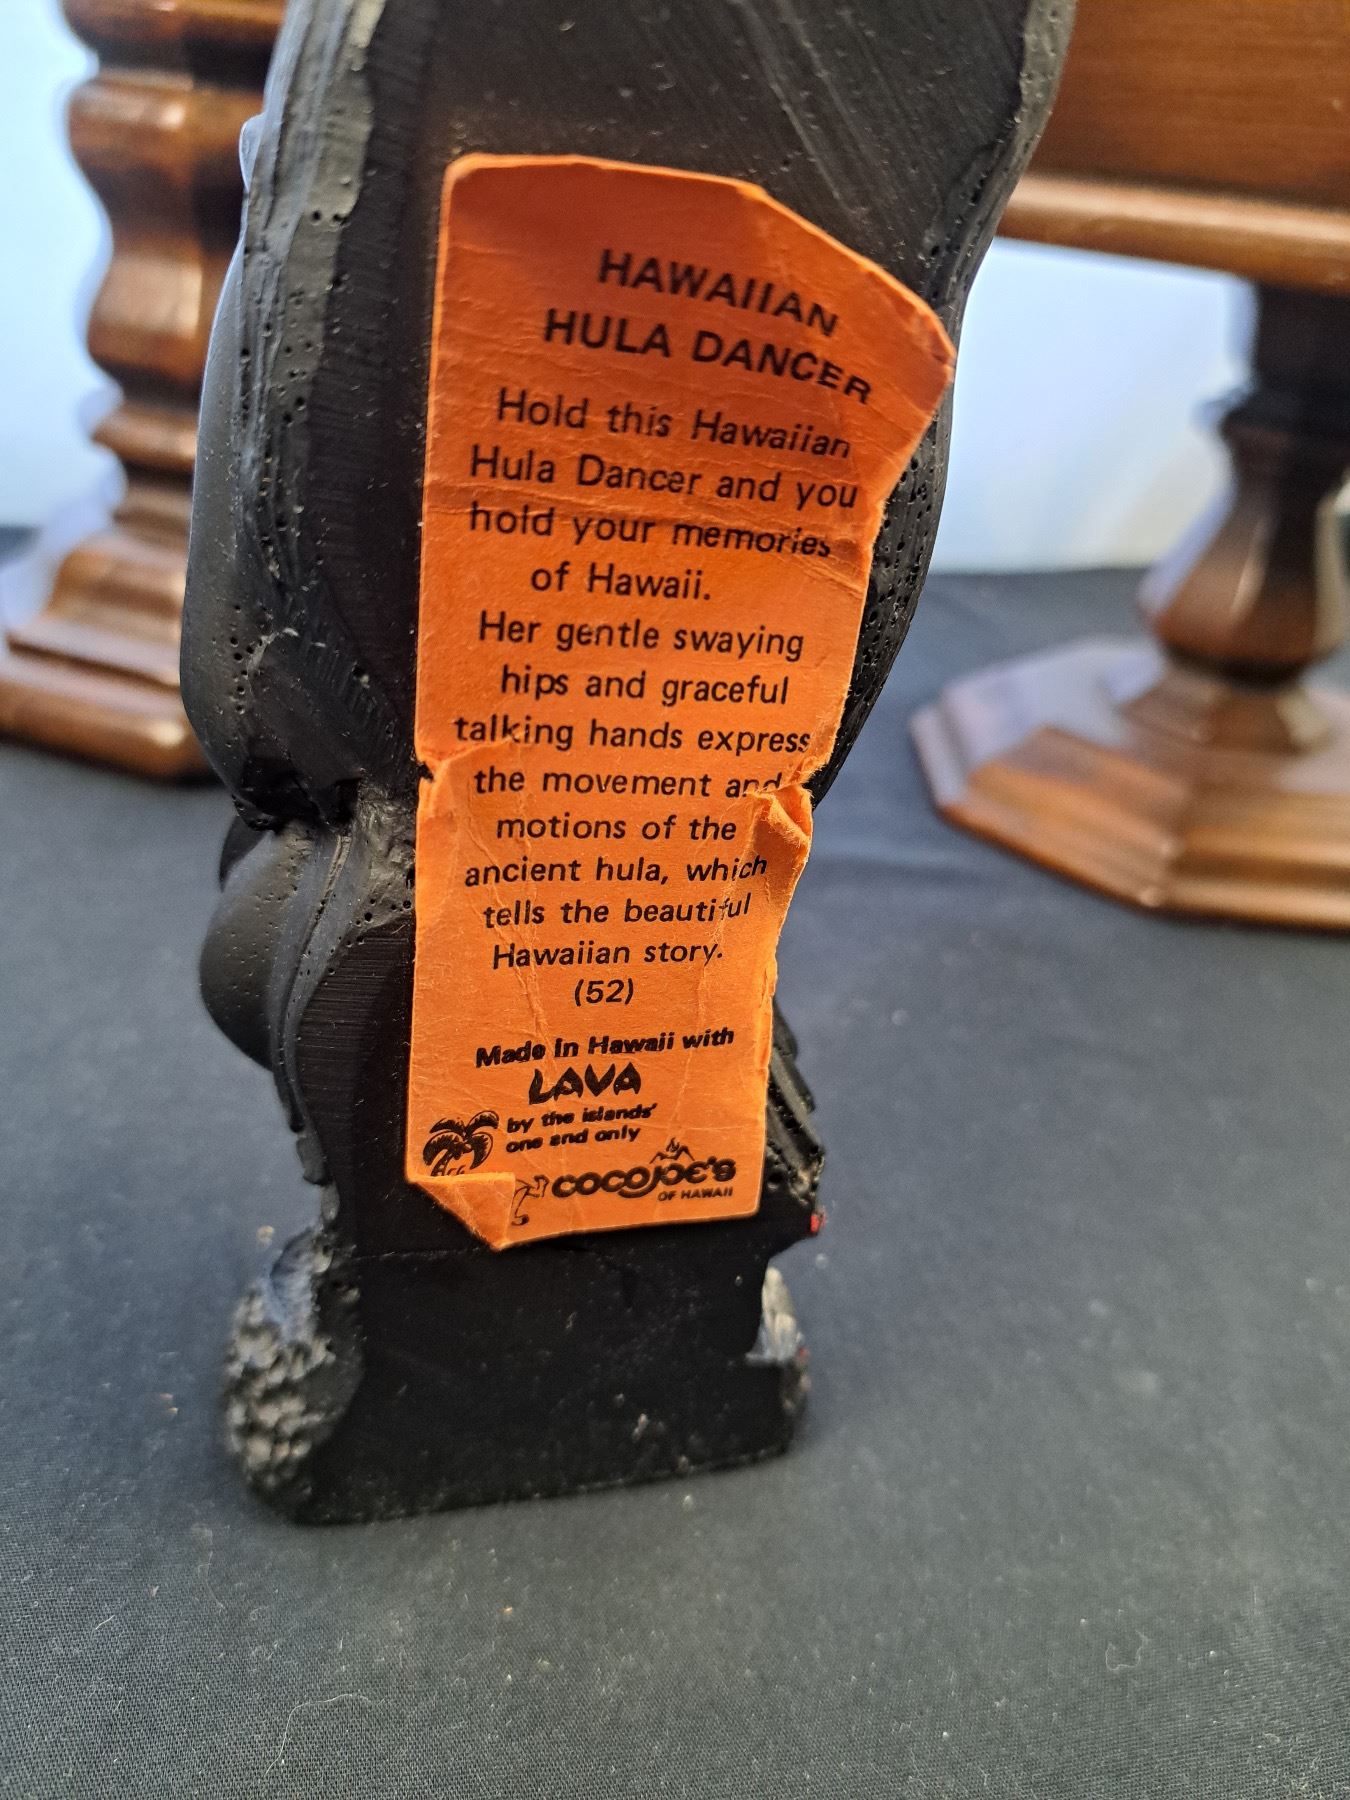 HAWAIIAN
HULA DANCER
Hold this Hawaiian
Hula Dancer and you
hold your memories
of Hawaii.
Her gentle swaying
hips and graceful
talking hands express
the movement and
motions of the
ancient hula, which
tells the beautiful
Hawaiian story.
(52)
Made in Hawaii with
LAVA
by the islands'
one and only
COCO JOE'S
OF HAWAII